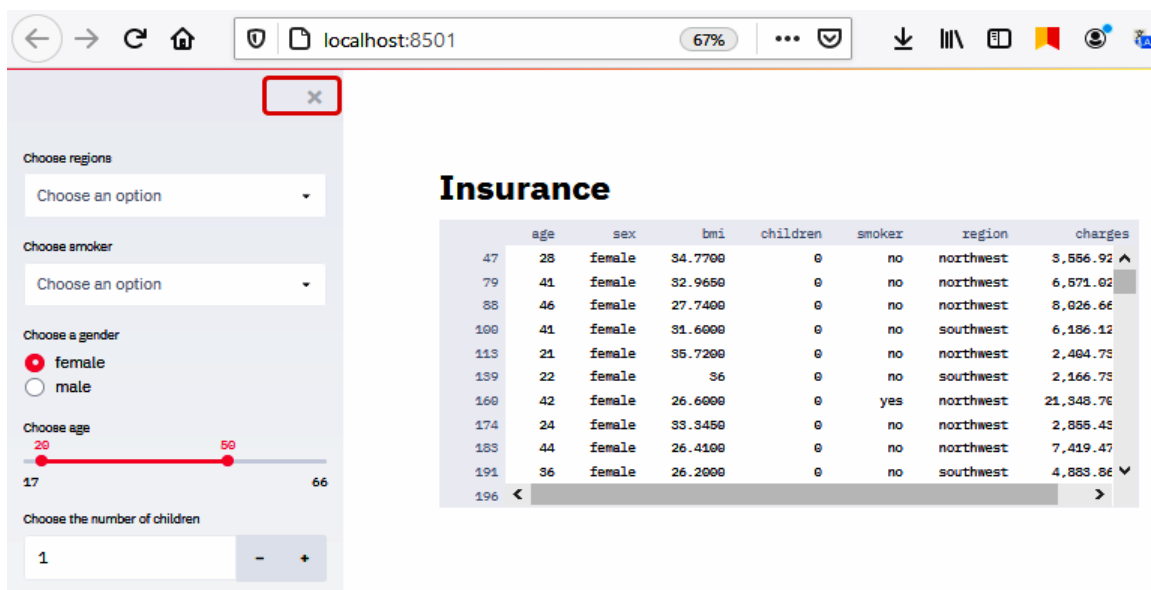 localhost:8501
67%
Choose regions
Choose an option
Choose smoker
Choose an option
Choose a gender
female
male
Choose age
20 50
17 66
Choose the number of children
1 - +
Insurance
age sex bmi children smoker region charges
47 28 female 34.7700 0 no northwest 3,556.92
79 41 female 32.9650 0 no northwest 6,571.02
88 46 female 27.7400 0 no northwest 8,026.66
100 41 female 31.6000 0 no southwest 6,186.12
113 21 female 35.7200 0 no northwest 2,404.73
139 22 female 36 0 no southwest 2,166.73
160 42 female 26.6000 0 yes northwest 21,348.70
174 24 female 33.3450 0 no northwest 2,855.43
183 44 female 26.4100 0 no northwest 7,419.47
191 36 female 26.2000 0 no southwest 4,883.86
196